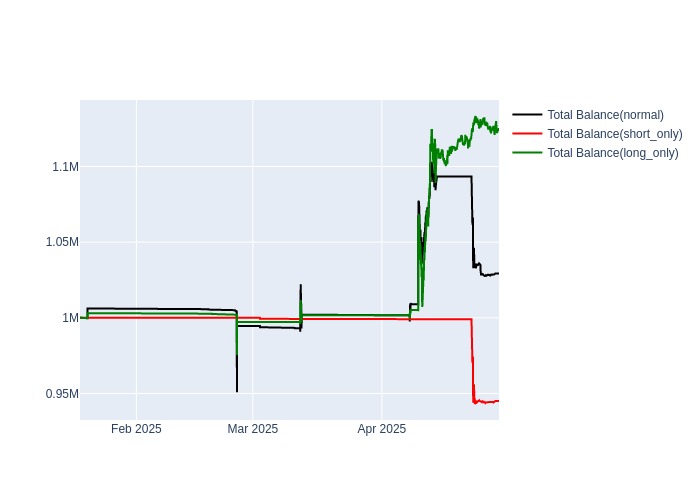 Total Balance(normal)
Total Balance(short_only)
Total Balance(long_only)
1.1M
1.05M
1M
0.95M
Feb 2025
Mar 2025
Apr 2025